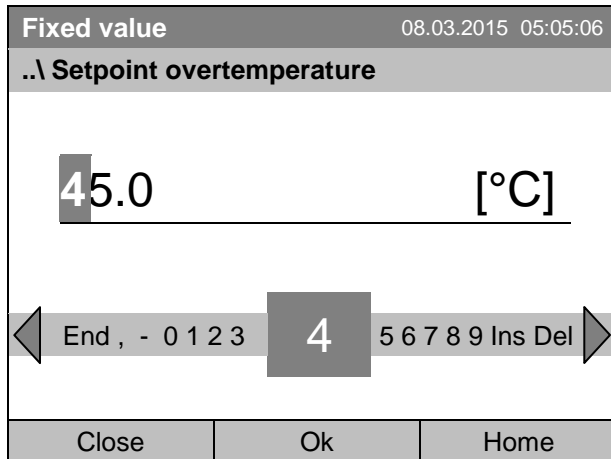 Fixed value 08.03.2015 05:05:06
..\ Setpoint overtemperature
45.0 [°C]
End , - 0 1 2 3 4 5 6 7 8 9 Ins Del
Close Ok Home